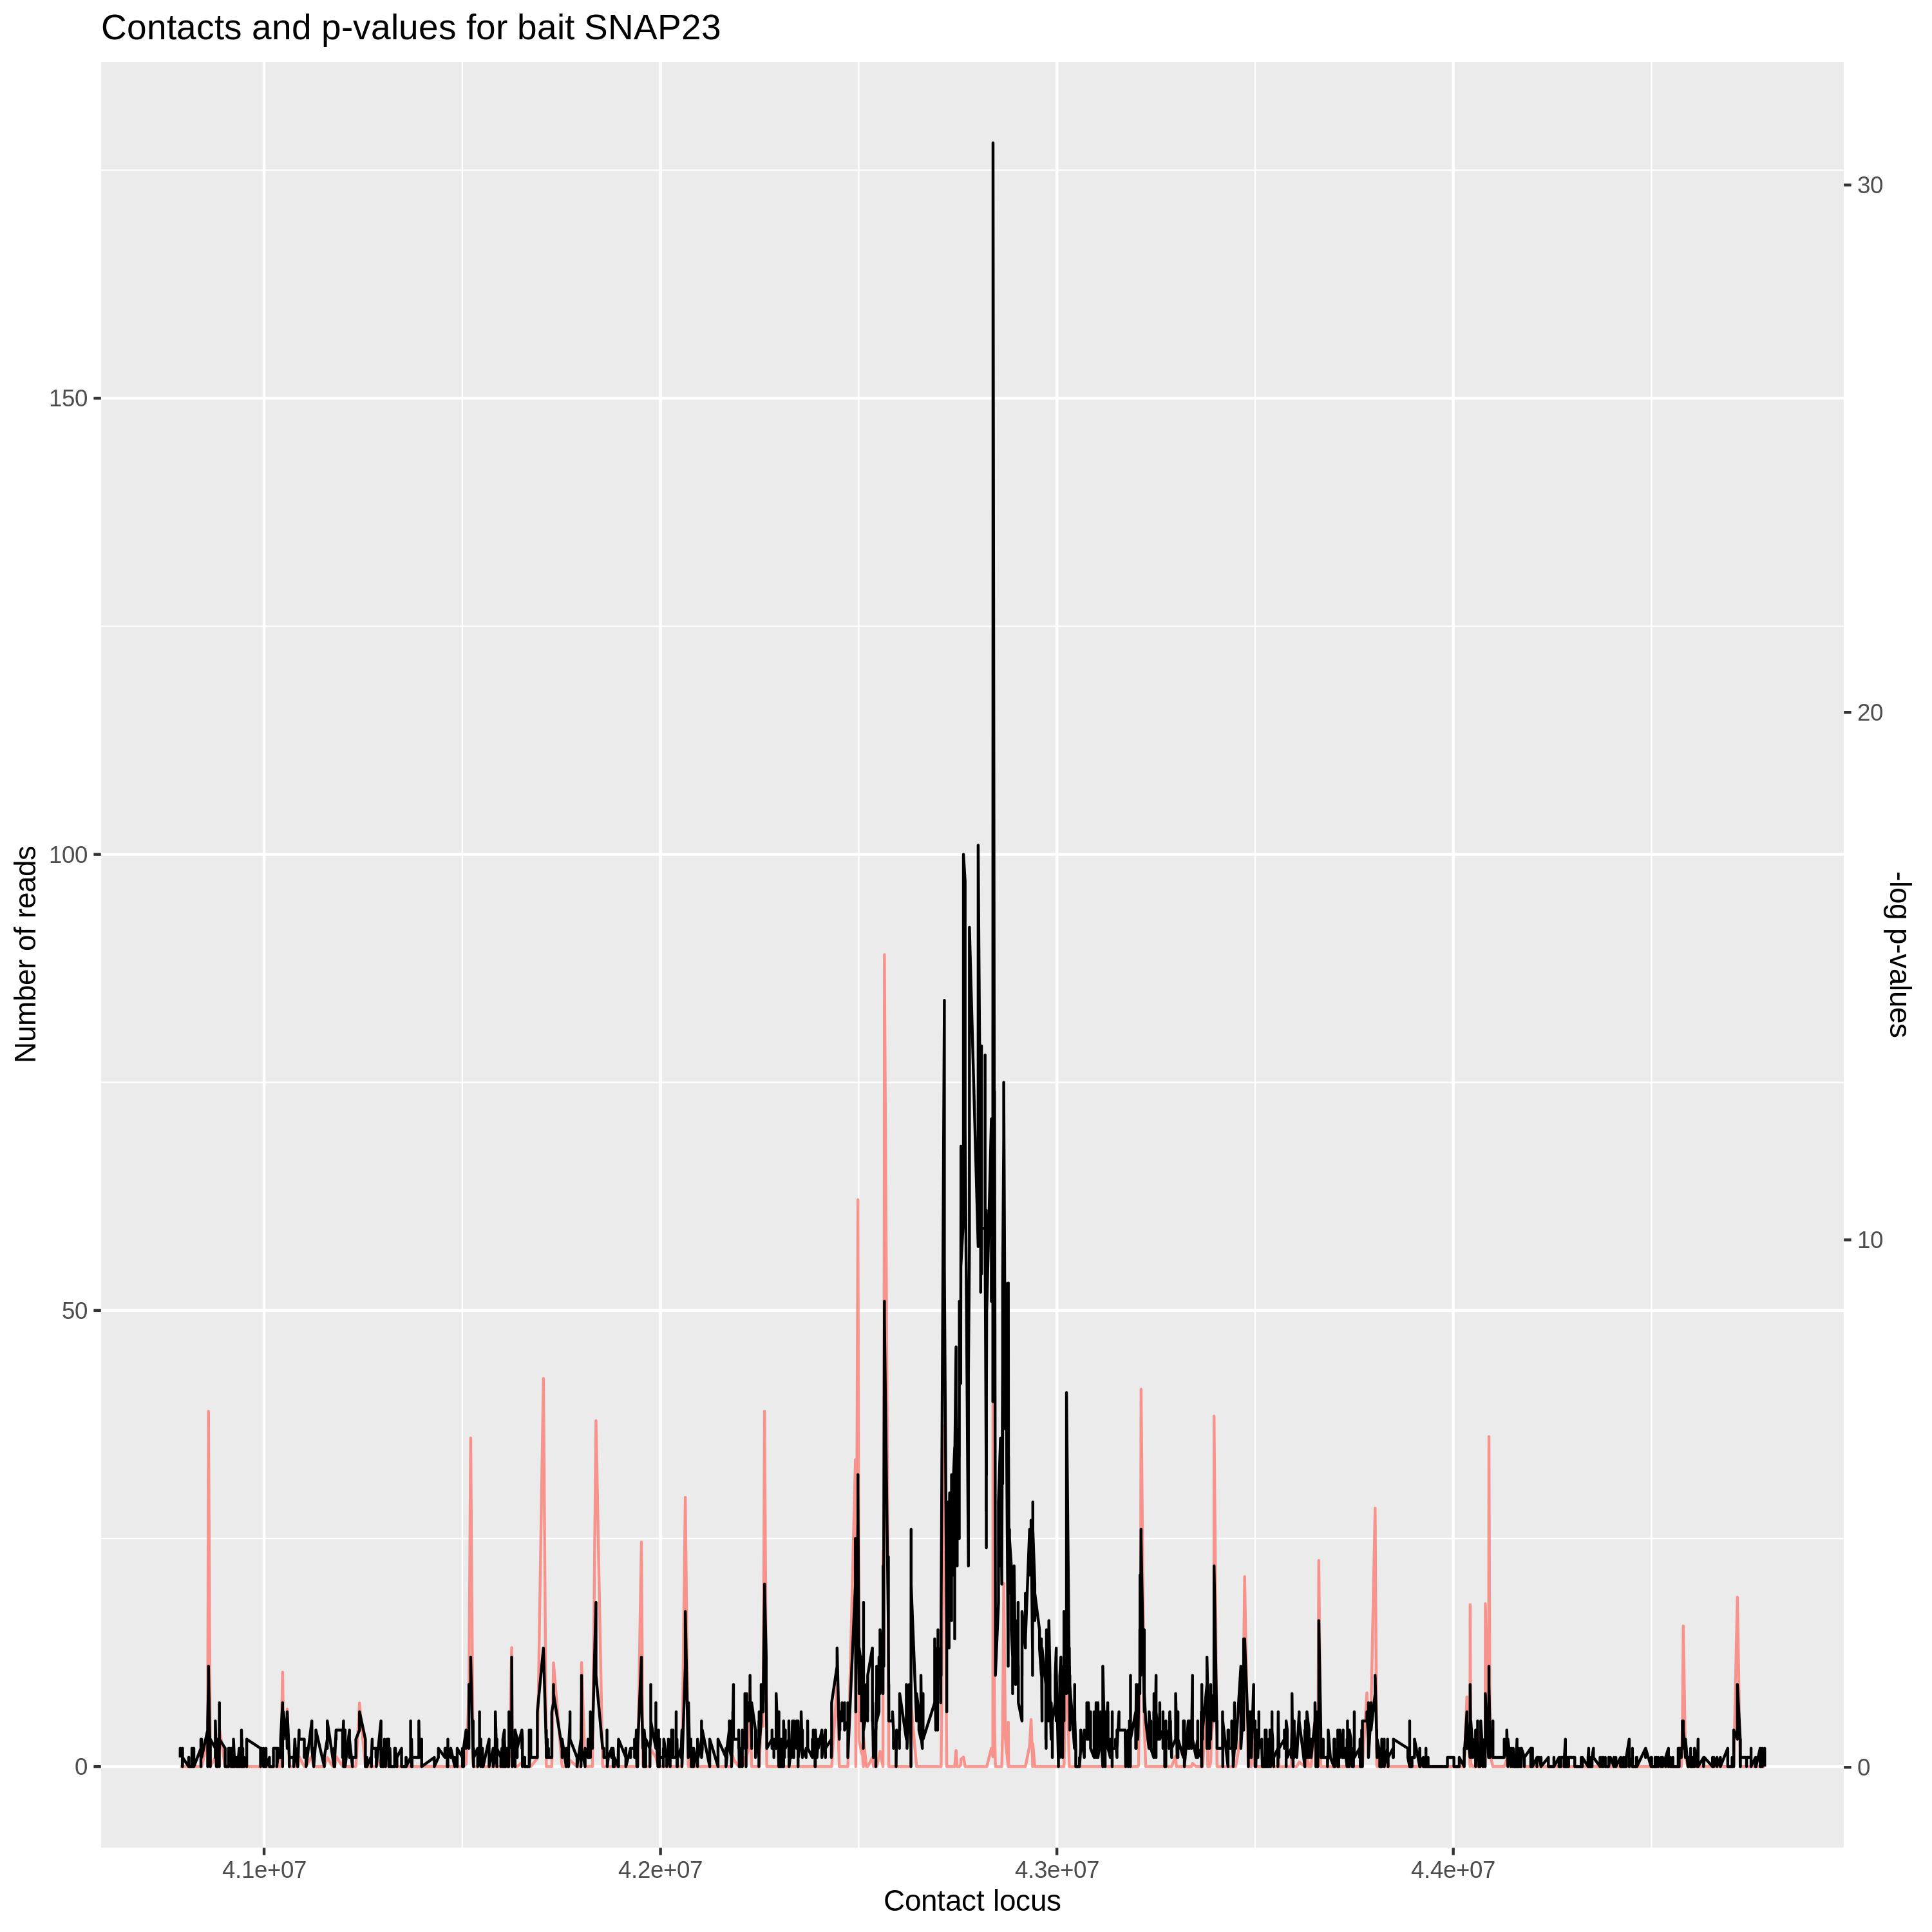 Contacts and p-values for bait SNAP23
Number of reads
150
100
50
0
30
20
10
0
-log p-values
4.1e+07 4.2e+07 4.3e+07 4.4e+07
Contact locus